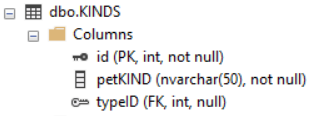 dbo.KINDS
Columns
id (PK, int, not null)
petKIND (nvarchar(50), not null)
typeID (FK, int, null)